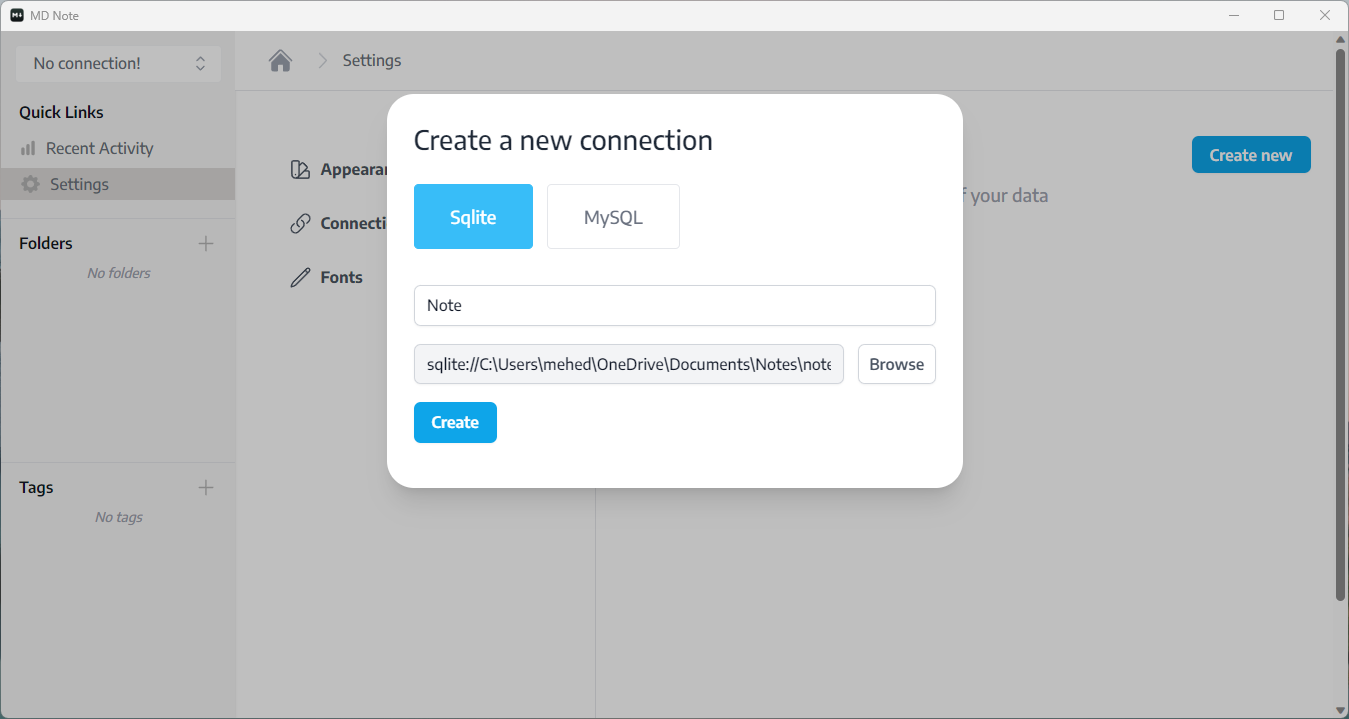 M+ MD Note
No connection!
Settings
Quick Links
Recent Activity
Settings
Folders
No folders
Tags
No tags
Connecti
Fonts
Create new
f your data
Create a new connection
Sqlite
MySQL
Note
sqlite://C:\Users\mehed\OneDrive\Documents\Notes\note
Browse
Create
Appearan